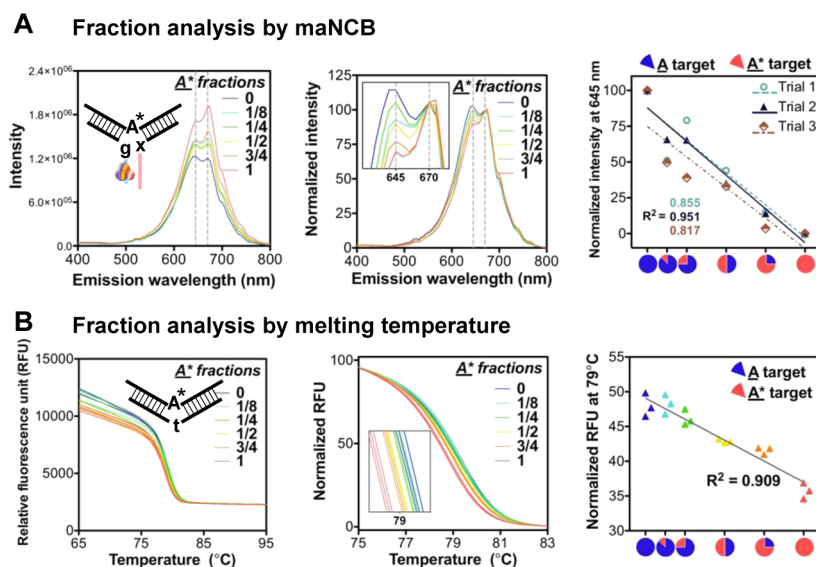 A Fraction analysis by maNCB
2.4×10⁰⁶
1.8×10⁰⁶
1.2×10⁰⁶
6.0×10⁰⁵
0.0
Intensity
400 500 600 700 800
Emission wavelength (nm)
A* fractions
0
1/8
1/4
1/2
3/4
1
A*
g x
125
100
75
50
25
0
Normalized intensity
400 500 600 700 800
Emission wavelength (nm)
645 670
A* fractions
0
1/8
1/4
1/2
3/4
1
A target A* target
Normalized intensity at 645 nm
100
75
50
25
0
Trial 1
Trial 2
Trial 3
0.855
R² = 0.951
0.817
B Fraction analysis by melting temperature
Relative fluorescence unit (RFU)
15000
10000
5000
0
65 75 85 95
Temperature (°C)
A*
t
A* fractions
0
1/8
1/4
1/2
3/4
1
Normalized RFU
100
50
0
75 77 79 81 83
Temperature (°C)
79
A* fractions
0
1/8
1/4
1/2
3/4
1
Normalized RFU at 79°C
55
50
45
40
35
30
A target
A* target
R² = 0.909